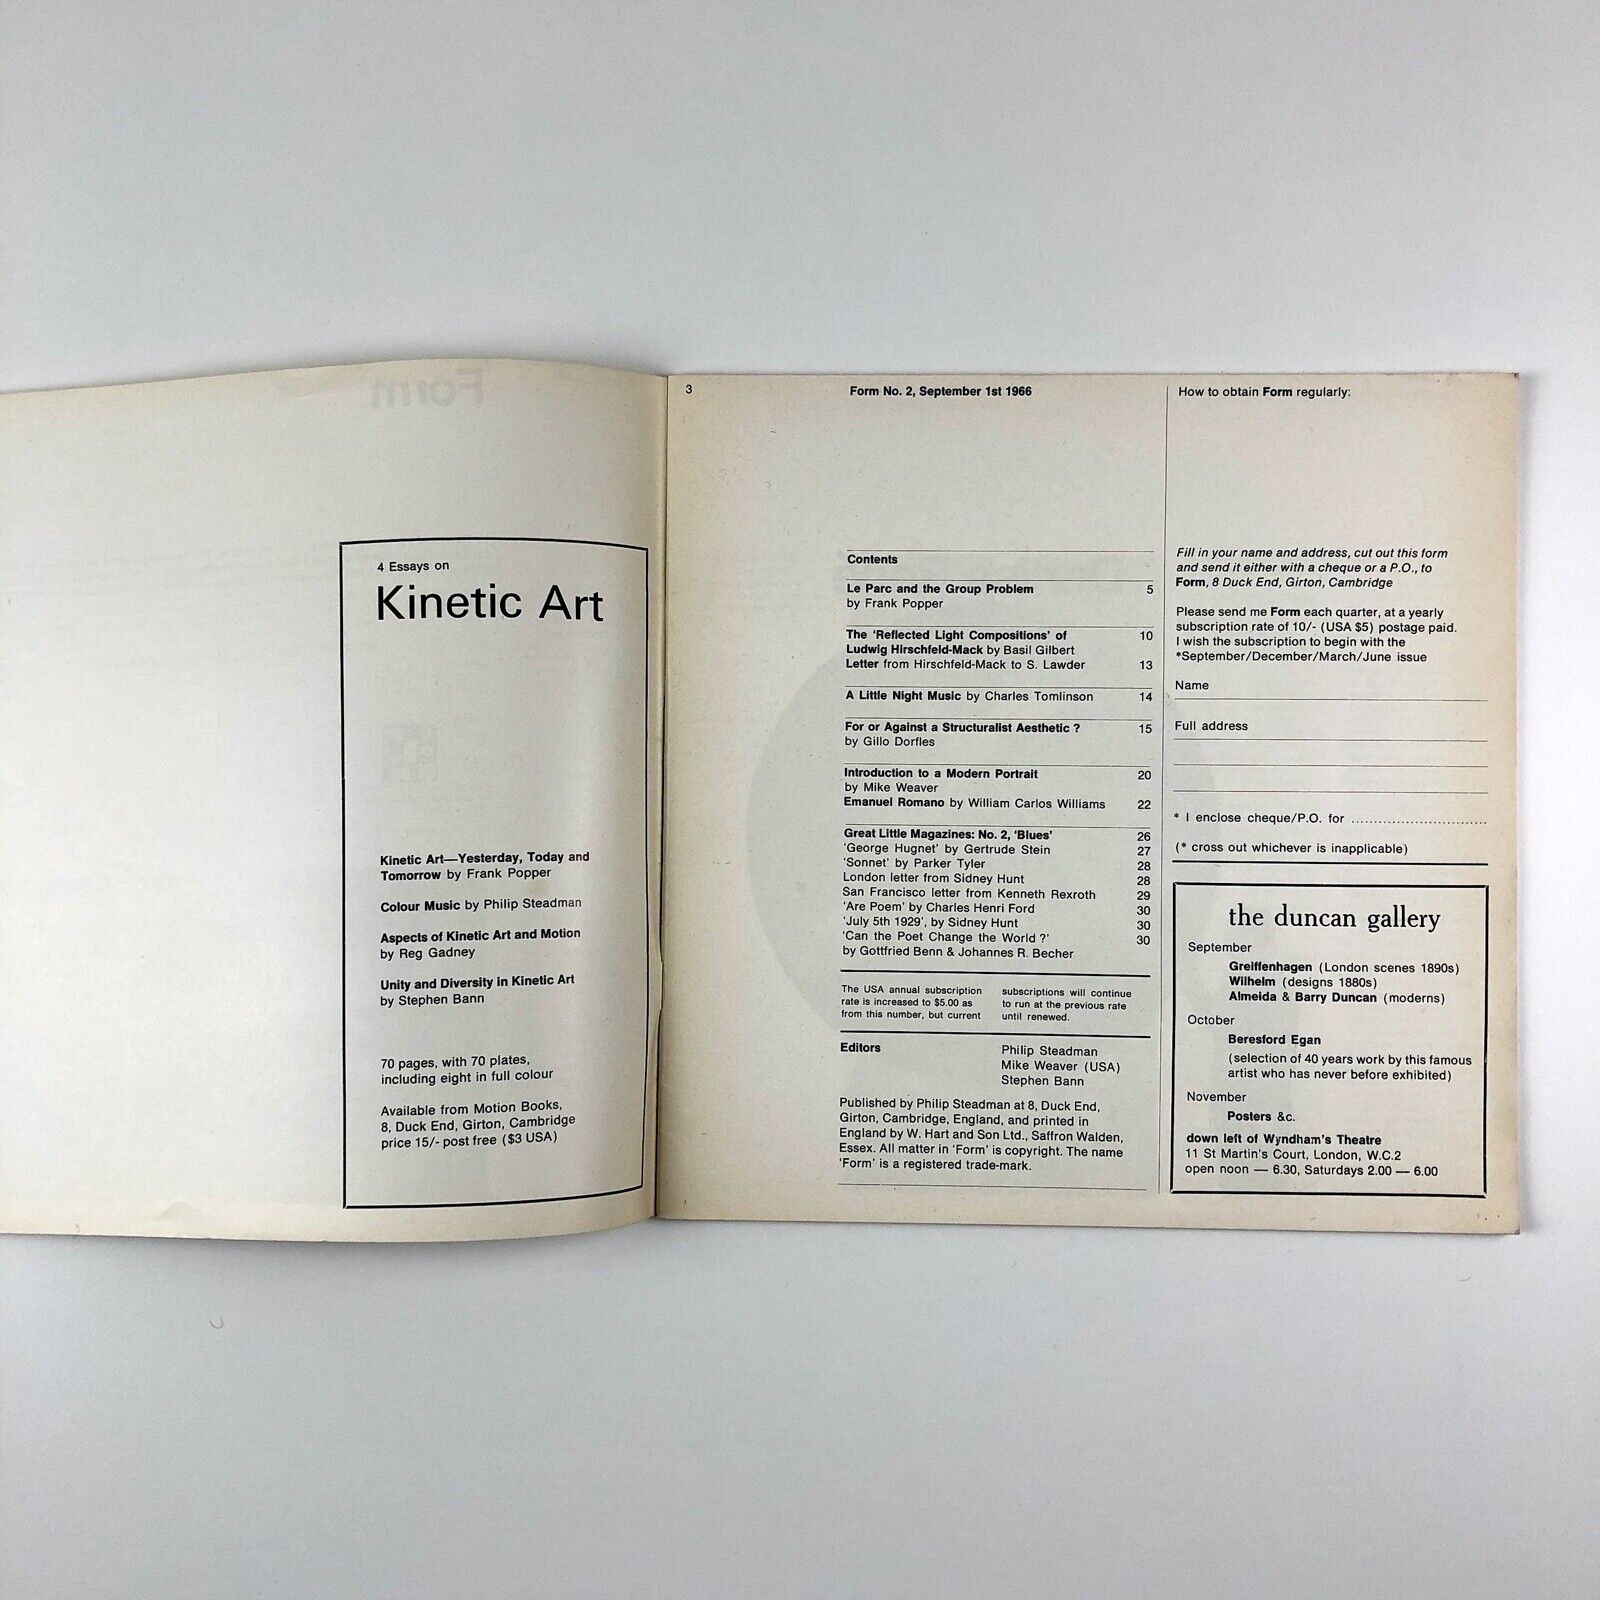 Form
4 Essays on
Kinetic Art
Kinetic Art—Yesterday, Today and
Tomorrow by Frank Popper
Colour Music by Philip Steadman
Aspects of Kinetic Art and Motion
by Reg Gadney
Unity and Diversity in Kinetic Art
by Stephen Bann
70 pages, with 70 plates,
including eight in full colour
Available from Motion Books,
8, Duck End, Girton, Cambridge
price 15/- post free ($3 USA)
3
Form No. 2, September 1st 1966
Contents
Le Parc and the Group Problem 5
by Frank Popper
The ‘Reflected Light Compositions’ of 10
Ludwig Hirschfeld-Mack by Basil Gilbert
Letter from Hirschfeld-Mack to S. Lawder 13
A Little Night Music by Charles Tomlinson 14
For or Against a Structuralist Aesthetic ? 15
by Gillo Dorfles
Introduction to a Modern Portrait 20
by Mike Weaver
Emanuel Romano by William Carlos Williams 22
Great Little Magazines: No. 2, ‘Blues’ 26
‘George Hugnet’ by Gertrude Stein 27
‘Sonnet’ by Parker Tyler 28
London letter from Sidney Hunt 28
San Francisco letter from Kenneth Rexroth 29
‘Are Poem’ by Charles Henri Ford 30
‘July 5th 1929’, by Sidney Hunt 30
‘Can the Poet Change the World ?’ 30
by Gottfried Benn & Johannes R. Becher
The USA annual subscription
rate is increased to $5.00 as
from this number, but current
subscriptions will continue
to run at the previous rate
until renewed.
Editors Philip Steadman
Mike Weaver (USA)
Stephen Bann
Published by Philip Steadman at 8, Duck End,
Girton, Cambridge, England, and printed in
England by W. Hart and Son Ltd., Saffron Walden,
Essex. All matter in ‘Form’ is copyright. The name
‘Form’ is a registered trade-mark.
How to obtain Form regularly:
Fill in your name and address, cut out this form
and send it either with a cheque or a P.O., to
Form, 8 Duck End, Girton, Cambridge
Please send me Form each quarter, at a yearly
subscription rate of 10/- (USA $5) postage paid.
I wish the subscription to begin with the
*September/December/March/June issue
Name
Full address
* I enclose cheque/P.O. for ..............................
(* cross out whichever is inapplicable)
the duncan gallery
September
Greiffenhagen (London scenes 1890s)
Wilhelm (designs 1880s)
Almeida & Barry Duncan (moderns)
October
Beresford Egan
(selection of 40 years work by this famous
artist who has never before exhibited)
November
Posters &c.
down left of Wyndham's Theatre
11 St Martin's Court, London, W.C.2
open noon — 6.30, Saturdays 2.00 — 6.00